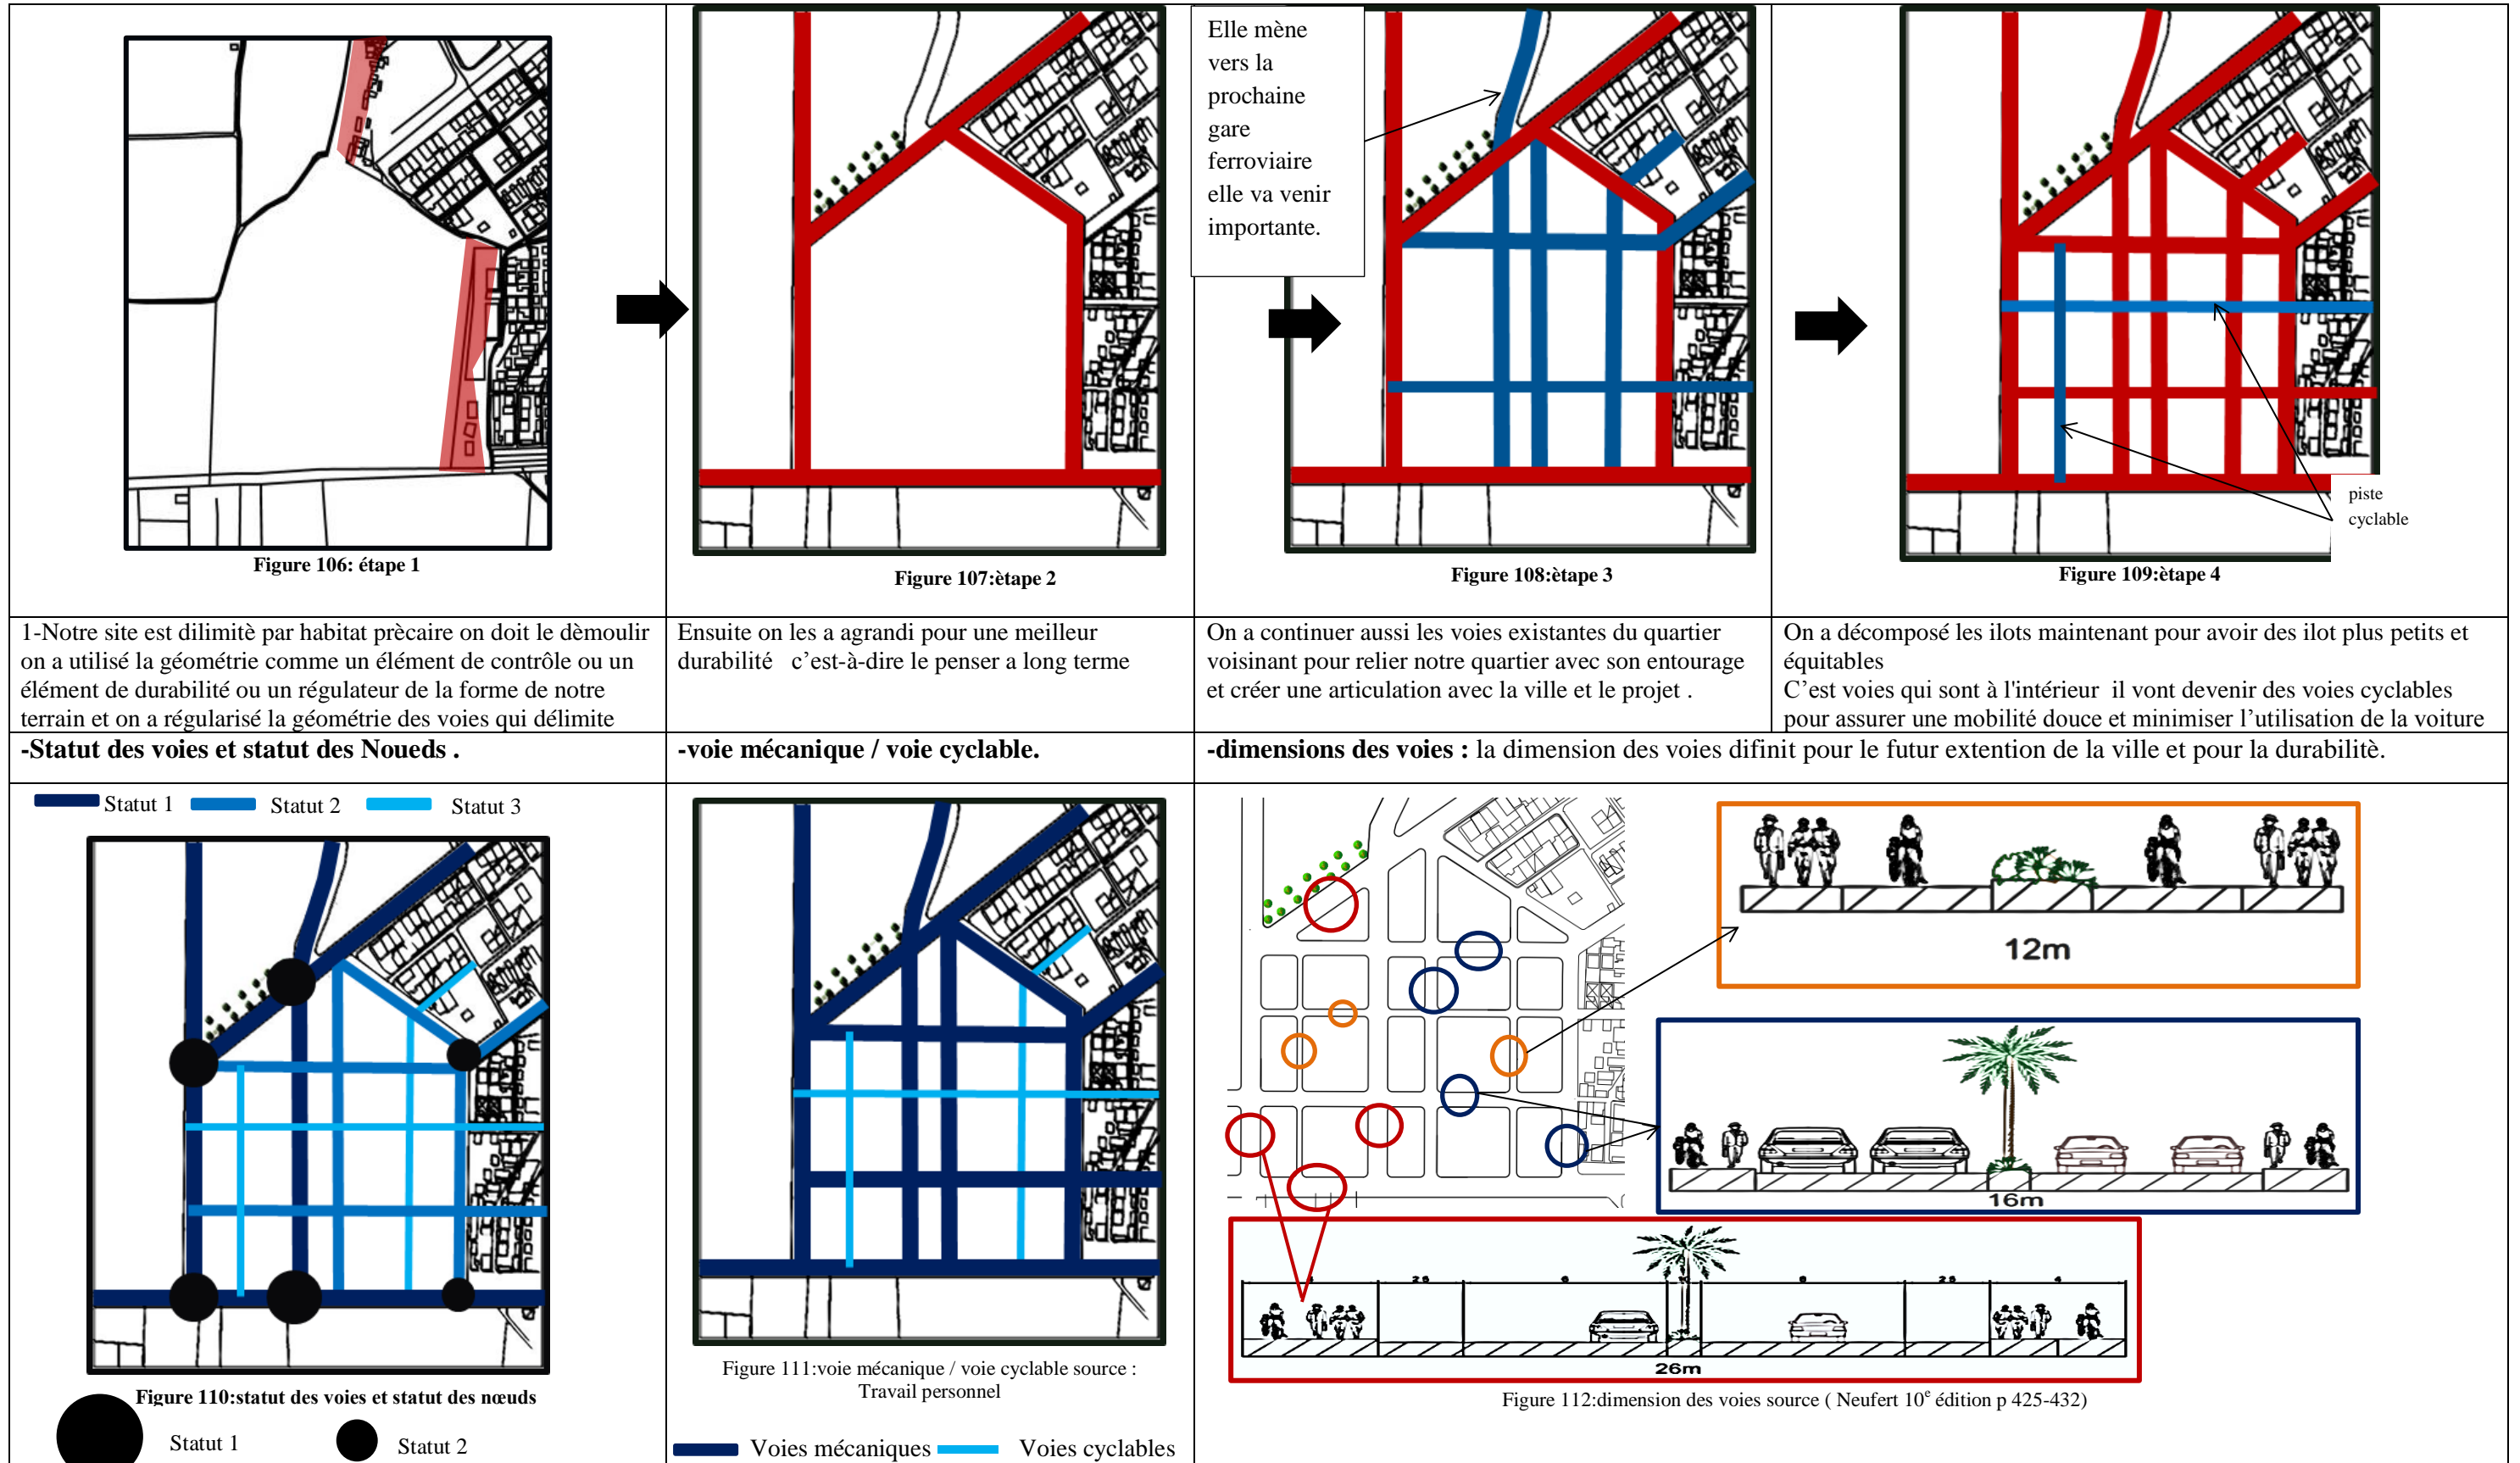 Elle mène
vers la
prochaine
gare
ferroviaire
elle va venir
importante.
piste
cyclable
Figure 106: étape 1
Figure 107:ètape 2
Figure 108:ètape 3
Figure 109:ètape 4
1-Notre site est dilimitè par habitat prècaire on doit le dèmoulir
on a utilisé la géométrie comme un élément de contrôle ou un
élément de durabilité ou un régulateur de la forme de notre
terrain et on a régularisé la géométrie des voies qui délimite
Ensuite on les a agrandi pour une meilleur
durabilité c'est-à-dire le penser a long terme
On a continuer aussi les voies existantes du quartier
voisinant pour relier notre quartier avec son entourage
et créer une articulation avec la ville et le projet .
On a décomposé les ilots maintenant pour avoir des ilot plus petits et
équitables
C'est voies qui sont à l'intérieur il vont devenir des voies cyclables
pour assurer une mobilité douce et minimiser l'utilisation de la voiture
-Statut des voies et statut des Noueds .
-voie mécanique / voie cyclable.
-dimensions des voies : la dimension des voies difinit pour le futur extention de la ville et pour la durabilitè.
Statut 1 Statut 2 Statut 3
Figure 110:statut des voies et statut des nœuds
Statut 1 Statut 2
Figure 111:voie mécanique / voie cyclable source :
Travail personnel
Voies mécaniques Voies cyclables
12m
16m
2.5 6 6 2.5 4
26m
Figure 112:dimension des voies source ( Neufert 10e édition p 425-432)